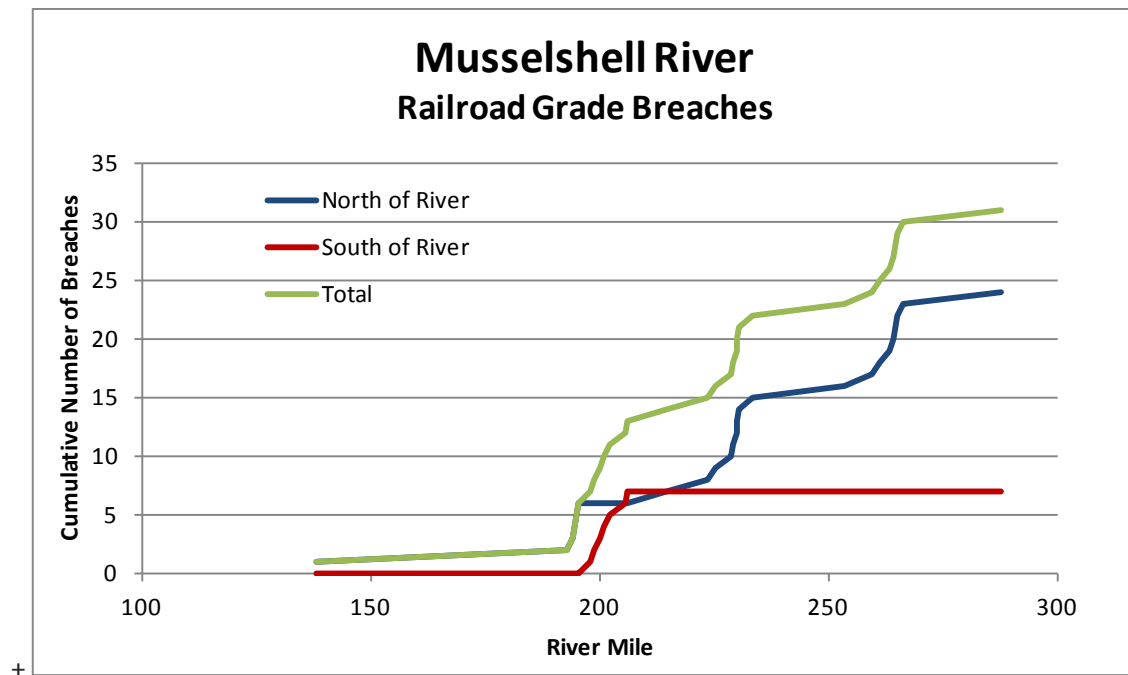 Musselshell River
Railroad Grade Breaches
Cumulative Number of Breaches
35
30
25
20
15
10
5
0
North of River
South of River
Total
100 150 200 250 300
River Mile
+